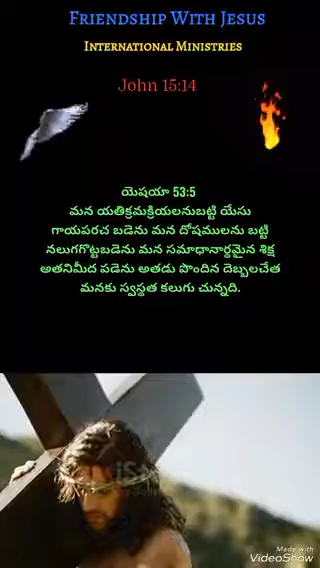 Friendship With Jesus
International Ministries
John 15:14
యెషయా 53:5
మన యతిక్రమక్రియలనుబట్టి యేసు
గాయపరచ బడెను మన దోషములను బట్టి
నలుగగొట్టబడెను మన సమాధానార్థమైన శిక్ష
అతనిమీద పడెను అతడు పొందిన దెబ్బలచేత
మనకు స్వస్థత కలుగు చున్నది.
Made with
VideoShow